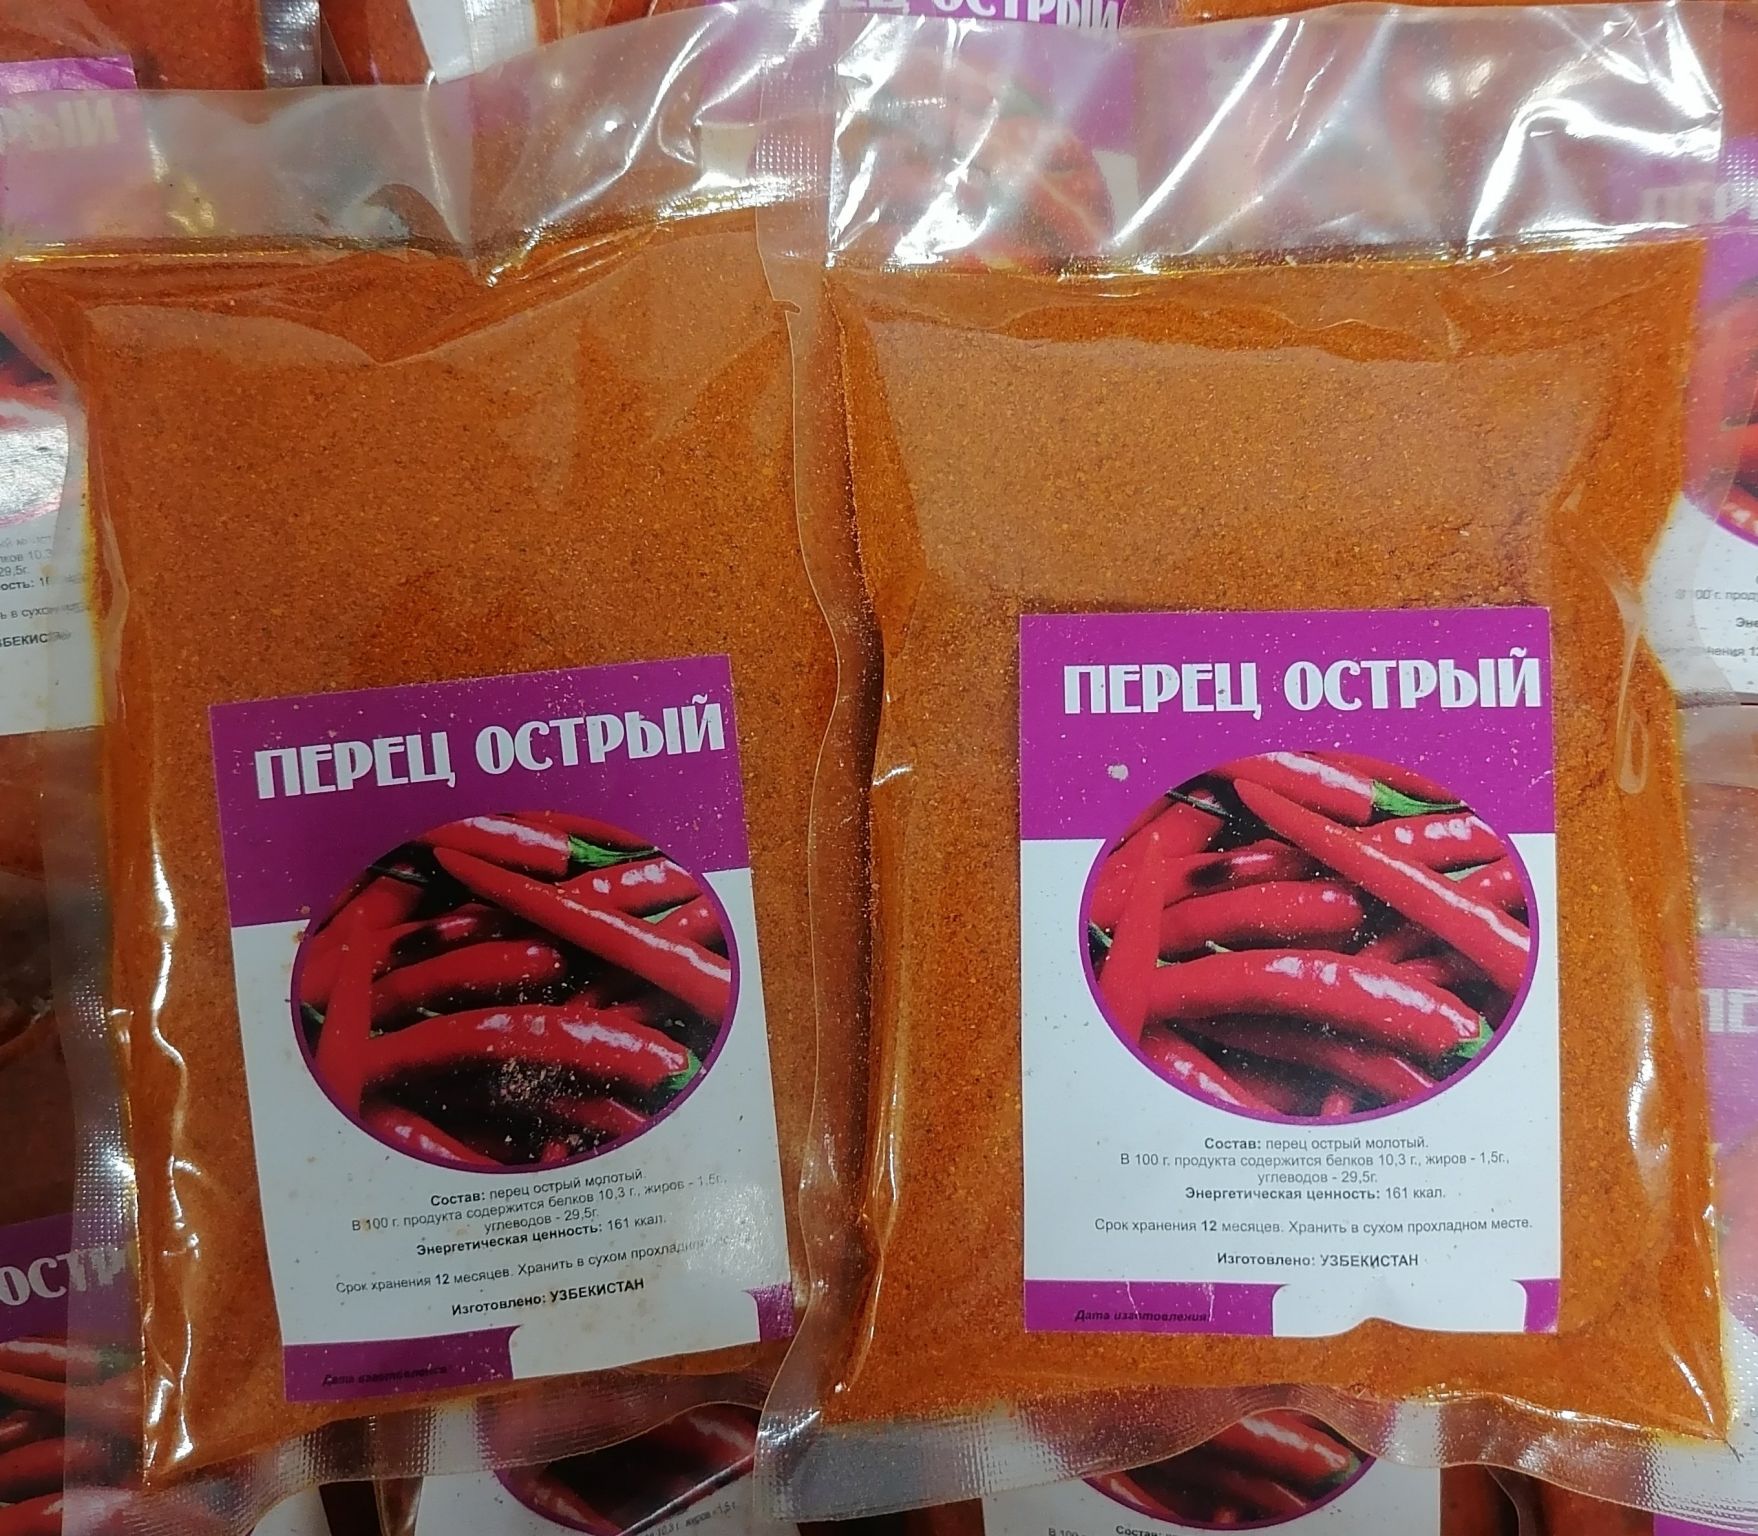 ПЕРЕЦ ОСТРЫЙ
Состав: перец острый молотый.
В 100 г. продукта содержится белков 10,3 г., жиров - 1,5г.,
углеводов - 29,5г.
Энергетическая ценность: 161 ккал.
Срок хранения 12 месяцев. Хранить в сухом
Изготовлено: УЗБЕКИСТАН
Дата изготовления:
ПЕРЕЦ ОСТРЫЙ
Состав: перец острый молотый.
В 100 г. продукта содержится белков 10,3 г., жиров - 1,5г.,
углеводов - 29,5г.
Энергетическая ценность: 161 ккал.
Срок хранения 12 месяцев. Хранить в сухом прохладном месте.
Изготовлено: УЗБЕКИСТАН
Дата изготовления: